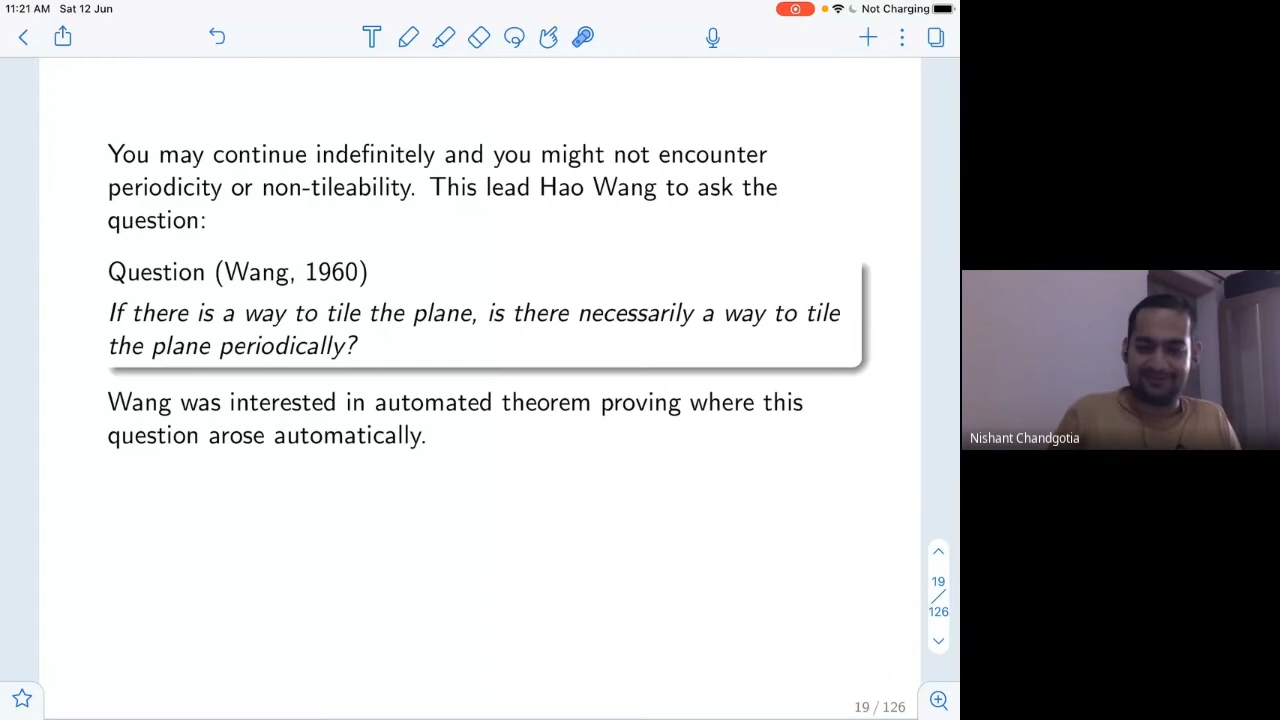 11:21 AM Sat 12 Jun
Not Charging
T
You may continue indefinitely and you might not encounter
periodicity or non-tileability. This lead Hao Wang to ask the
question:
Question (Wang, 1960)
If there is a way to tile the plane, is there necessarily a way to tile
the plane periodically?
Wang was interested in automated theorem proving where this
question arose automatically.
Nishant Chandgotia
19
126
19 / 126